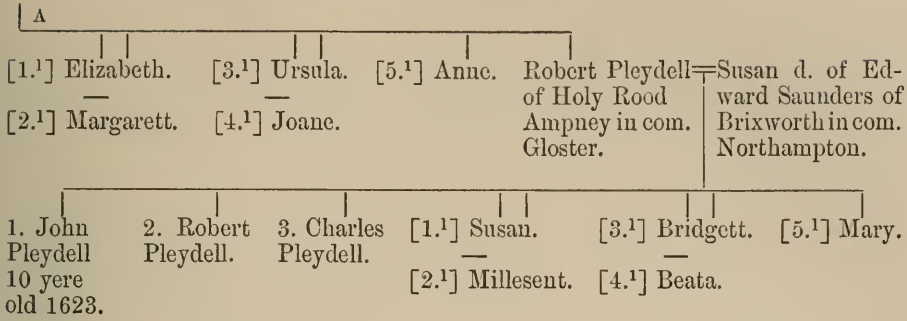 A
[1.¹] Elizabeth. [3.¹] Ursula. [5.¹] Anne. Robert Pleydell Susan d. of Ed-
of Holy Rood ward Saunders of
[2.¹] Margarett. [4.¹] Joane. Ampney in com. Brixworth in com.
Gloster. Northampton.
1. John 2. Robert 3. Charles [1.¹] Susan. [3.¹] Bridgett. [5.¹] Mary.
Pleydell Pleydell. Pleydell.
10 yere [2.¹] Millesent. [4.¹] Beata.
old 1623.